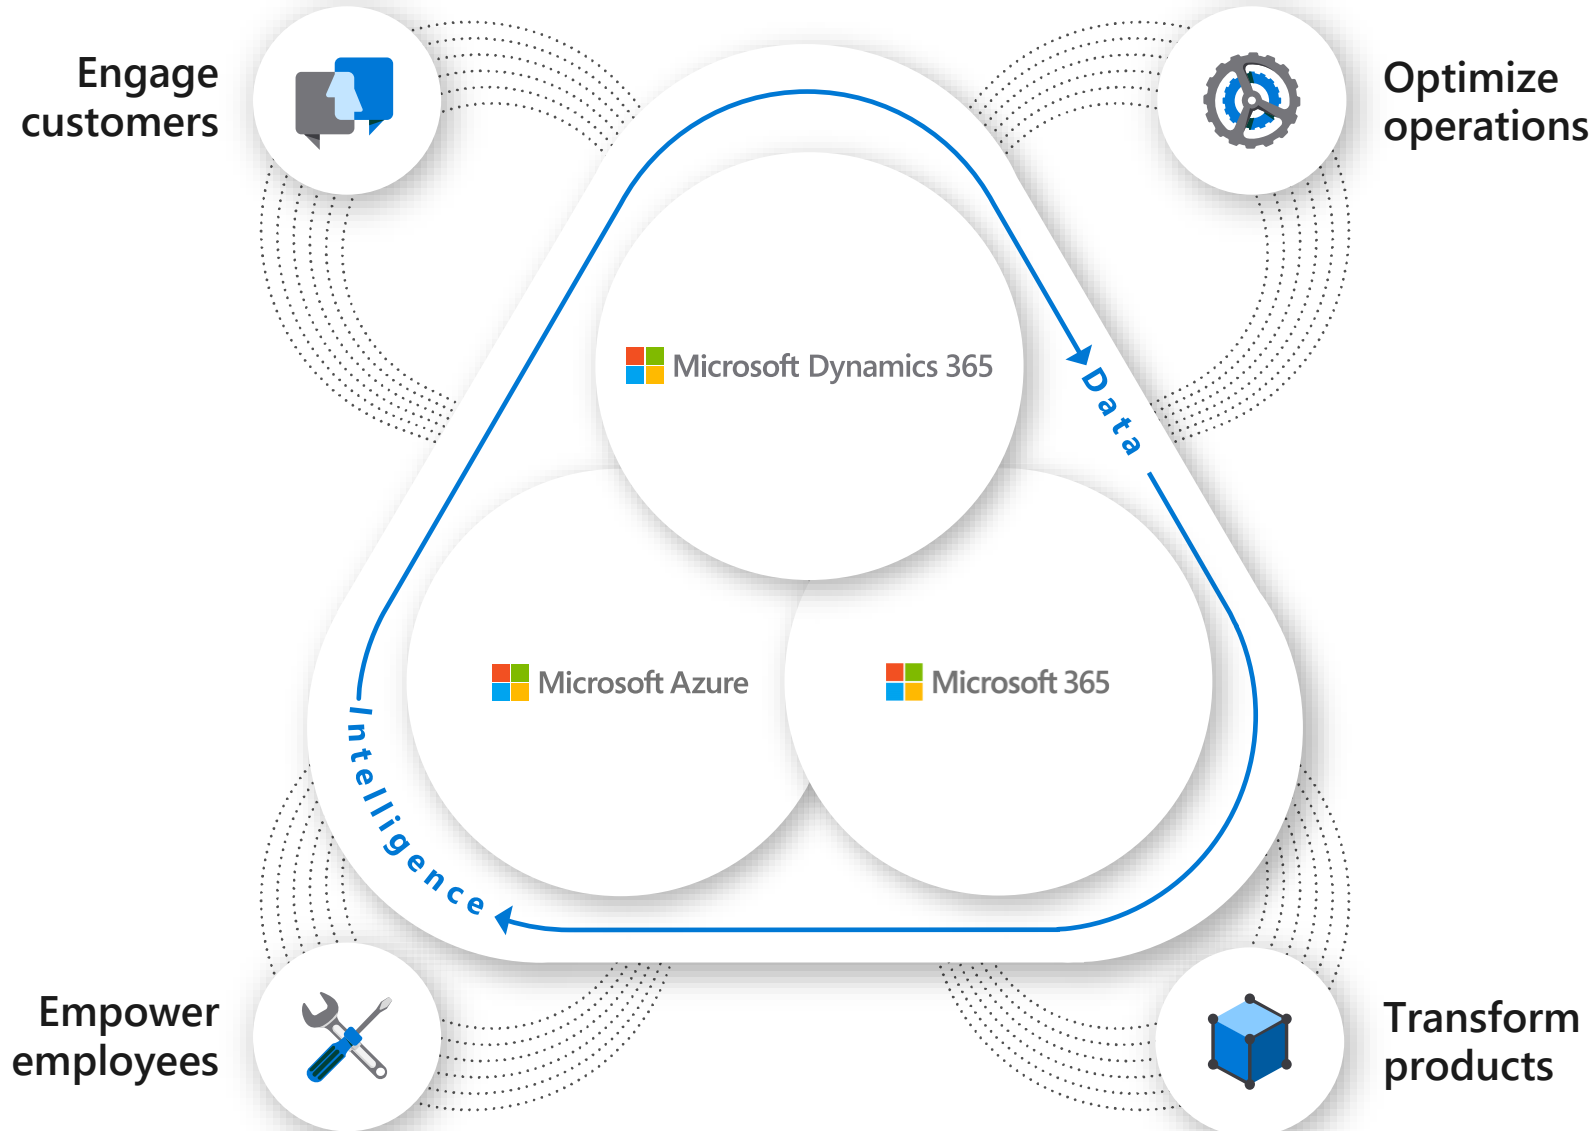 Engage
customers
Optimize
operations
Microsoft Dynamics 365
Data
Microsoft Azure
Microsoft 365
Intelligence
Empower
employees
Transform
products